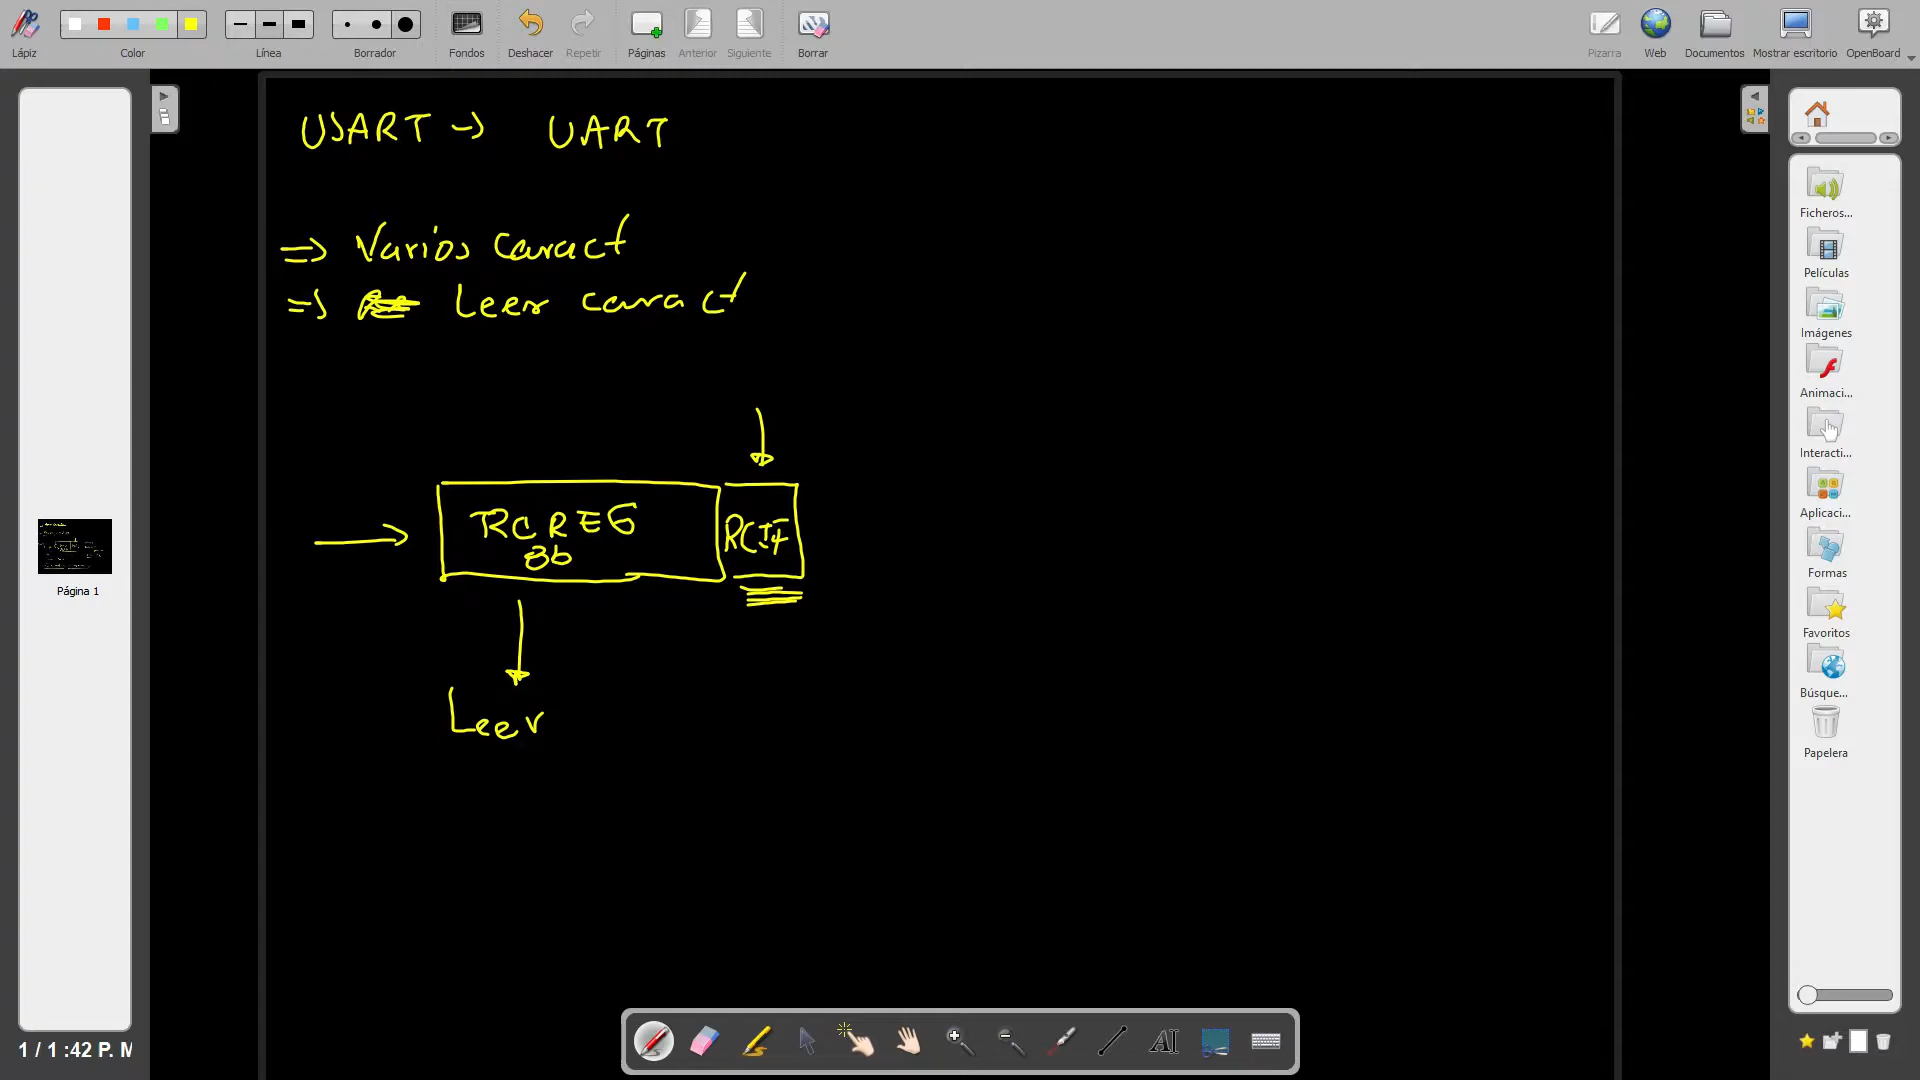 Lápiz Color Línea Borrador Fondos Deshacer Repetir Páginas Anterior Siguiente Borrar Pizarra Web Documentos Mostrar escritorio OpenBoard
USART → UART
⇒ Varios caract
⇒ Leer caract
RCREG
8b
RCIF
Leer
Página 1
1 / 1 :42 P. M
Ficheros...
Películas
Imágenes
Animaci...
Interacti...
Aplicaci...
Formas
Favoritos
Búsque...
Papelera